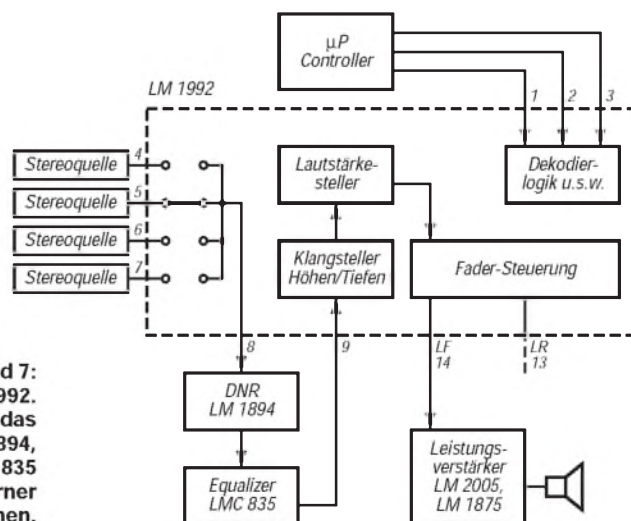 µP
Controller
LM 1992
1
2
3
Stereoquelle
4
Stereoquelle
5
Stereoquelle
6
Stereoquelle
7
Lautstärke-
steller
Dekodier-
logik u.s.w.
Klangsteller
Höhen/Tiefen
Fader-Steuerung
8
9
LF
14
LR
13
d 7:
992.
das
894,
835
rner
nen.
DNR
LM 1894
Equalizer
LMC 835
Leistungs-
verstärker
LM 2005,
LM 1875